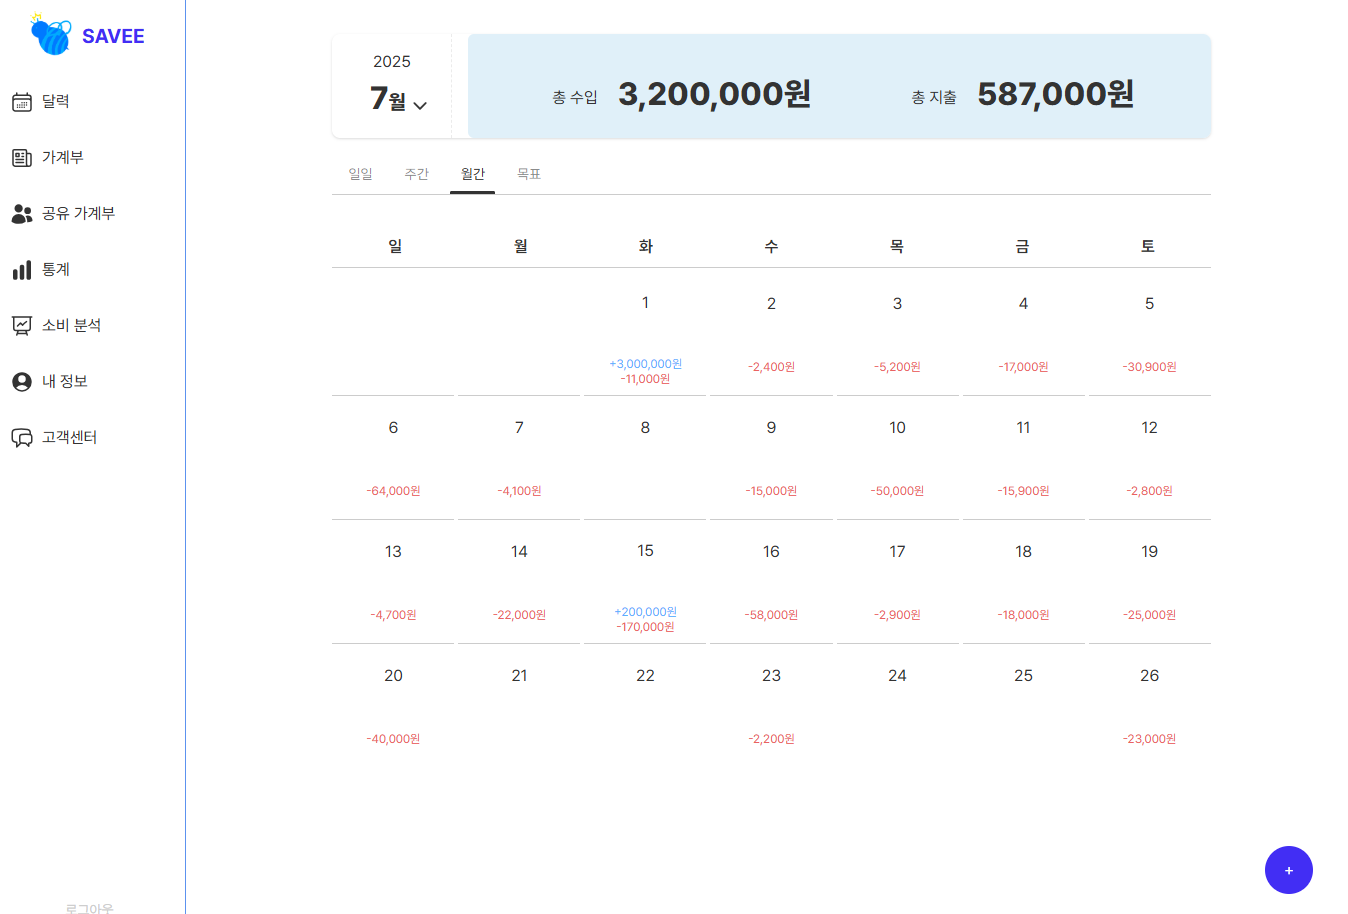 SAVEE
달력
가계부
공유 가계부
통계
소비 분석
내 정보
고객센터
로그아웃
2025
7월
총 수입 3,200,000원 총 지출 587,000원
일일 주간 월간 목표
일 월 화 수 목 금 토
1 2 3 4 5
+3,000,000원
-11,000원 -2,400원 -5,200원 -17,000원 -30,900원
6 7 8 9 10 11 12
-64,000원 -4,100원 -15,000원 -50,000원 -15,900원 -2,800원
13 14 15 16 17 18 19
+200,000원
-4,700원 -22,000원 -170,000원 -58,000원 -2,900원 -18,000원 -25,000원
20 21 22 23 24 25 26
-40,000원 -2,200원 -23,000원
+